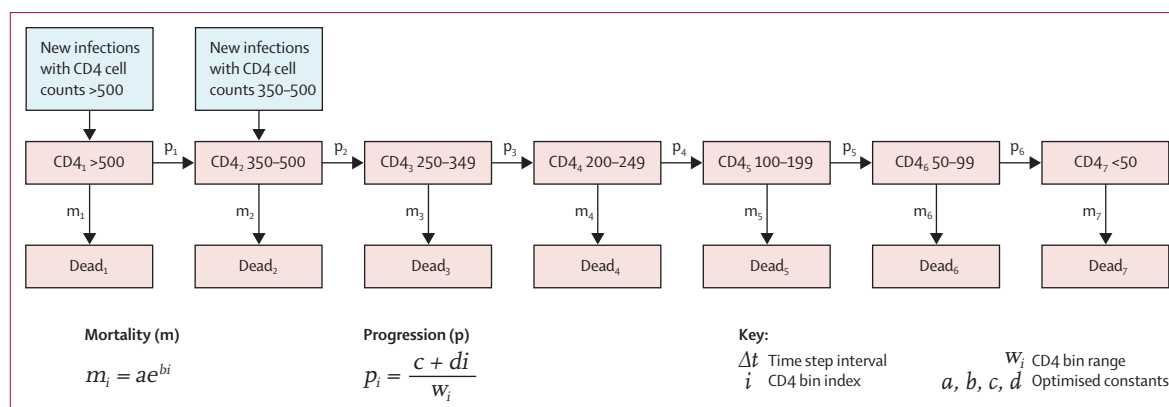 New infections
with CD4 cell
counts >500
New infections
with CD4 cell
counts 350–500
CD4₁ >500
p₁
CD4₂ 350–500
p₂
CD4₃ 250–349
p₃
CD4₄ 200–249
p₄
CD4₅ 100–199
p₅
CD4₆ 50–99
p₆
CD4₇ <50
m₁
m₂
m₃
m₄
m₅
m₆
m₇
Dead₁
Dead₂
Dead₃
Dead₄
Dead₅
Dead₆
Dead₇
Mortality (m)
mᵢ = ae^{bi}
Progression (p)
pᵢ = \frac{c + di}{wᵢ}
Key:
Δt Time step interval
i CD4 bin index
wᵢ CD4 bin range
a, b, c, d Optimised constants